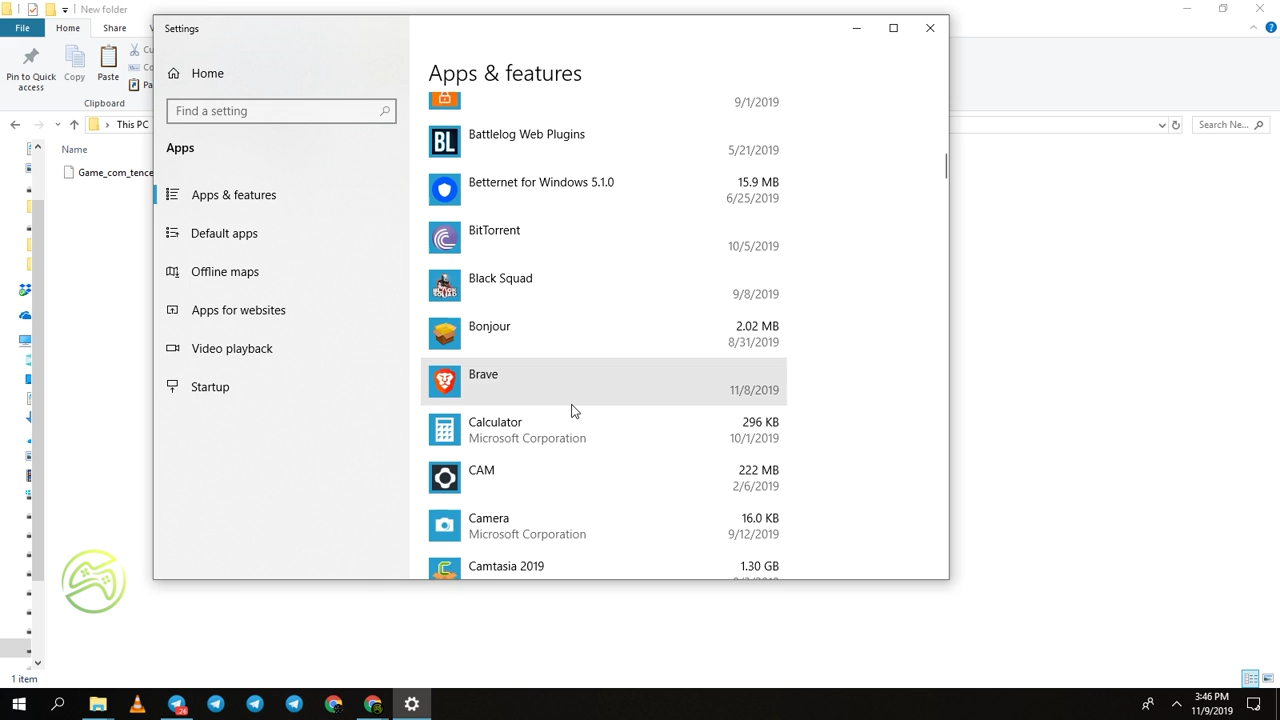 New folder
File
Home
Share
Pin to Quick
access
Copy
Paste
Cu
Co
Pa
Clipboard
This PC
Search Ne...
Name
Game_com_tence
1 item
Settings
Home
Find a setting
Apps
Apps & features
Default apps
Offline maps
Apps for websites
Video playback
Startup
Apps & features
9/1/2019
BL
Battlelog Web Plugins
5/21/2019
Betternet for Windows 5.1.0
15.9 MB
6/25/2019
BitTorrent
10/5/2019
Black Squad
9/8/2019
Bonjour
2.02 MB
8/31/2019
Brave
11/8/2019
Calculator
296 KB
Microsoft Corporation
10/1/2019
CAM
222 MB
2/6/2019
Camera
16.0 KB
Microsoft Corporation
9/12/2019
Camtasia 2019
1.30 GB
3:46 PM
11/9/2019